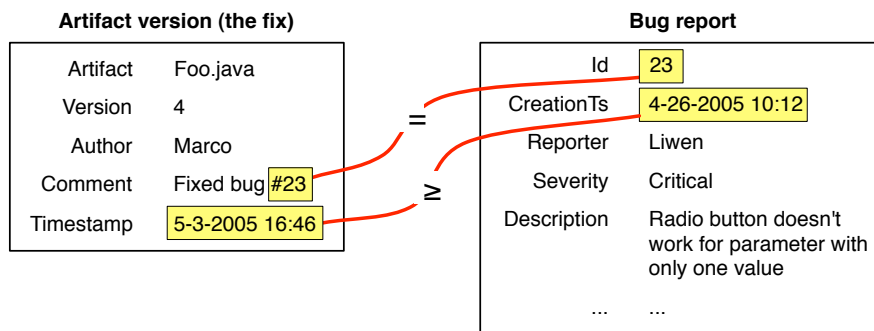 Artifact version (the fix)
Artifact Foo.java
Version 4
Author Marco
Comment Fixed bug #23
Timestamp 5-3-2005 16:46
=
≥
Bug report
Id 23
CreationTs 4-26-2005 10:12
Reporter Liwen
Severity Critical
Description Radio button doesn't
work for parameter with
only one value
... ...